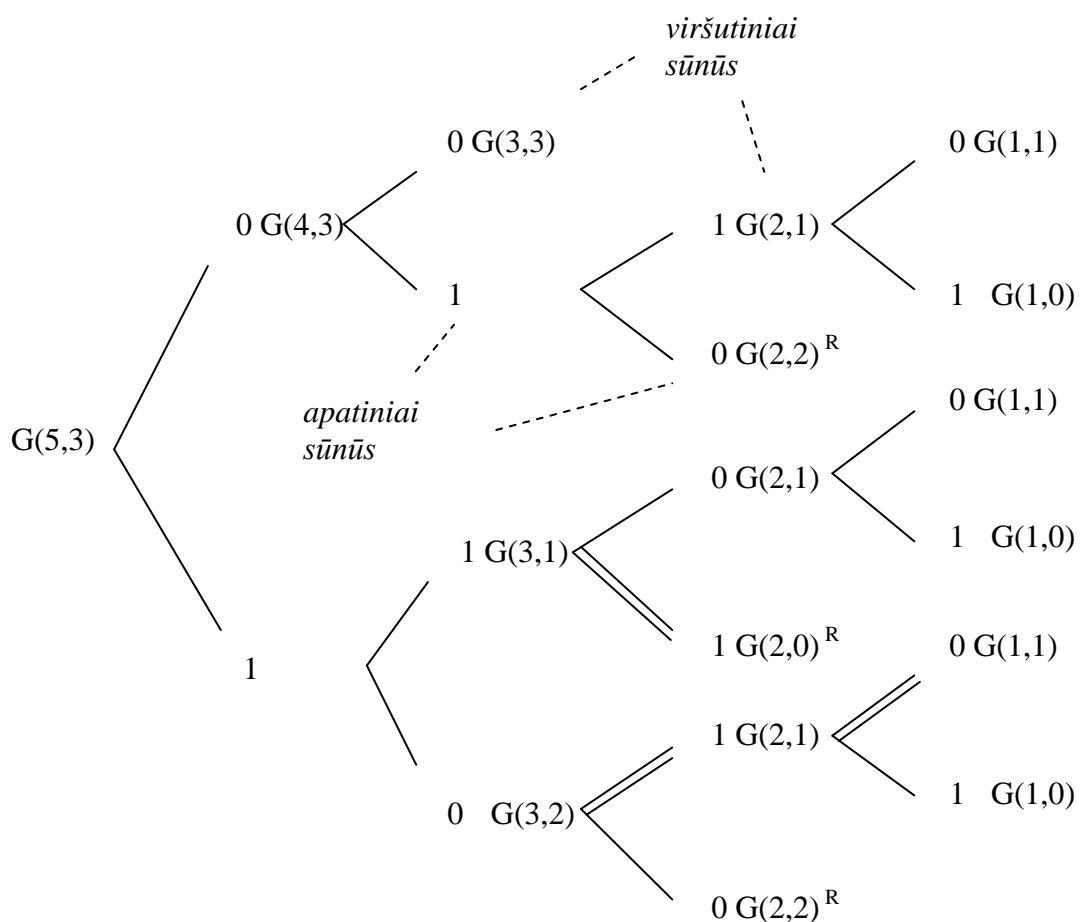 viršutiniai
sūnūs
0 G(3,3)
0 G(1,1)
0 G(4,3)
1 G(2,1)
1
1 G(1,0)
0 G(2,2) R
apatiniai
sūnūs
0 G(1,1)
G(5,3)
0 G(2,1)
1 G(3,1)
1 G(1,0)
1
1 G(2,0) R
0 G(1,1)
1 G(2,1)
0 G(3,2)
1 G(1,0)
0 G(2,2) R